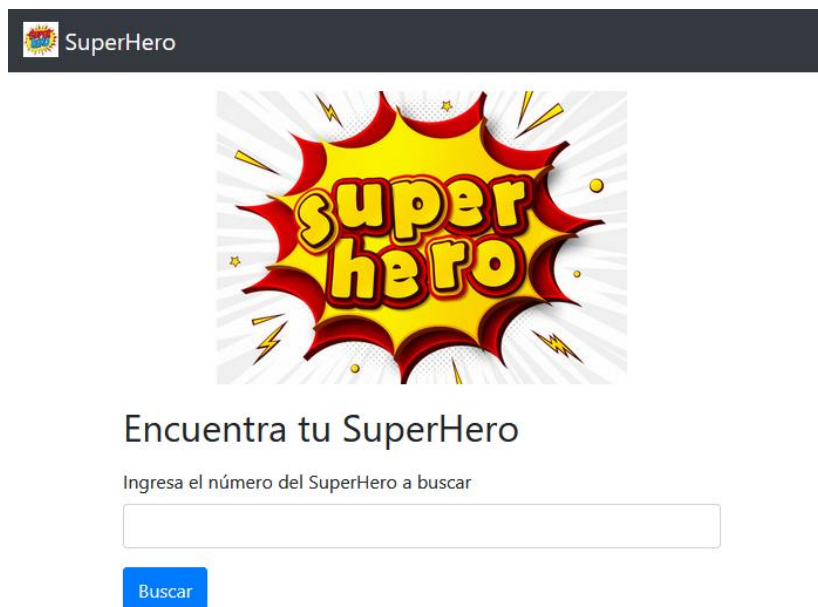 SuperHero
super
hero
Encuentra tu SuperHero
Ingresa el número del SuperHero a buscar
Buscar